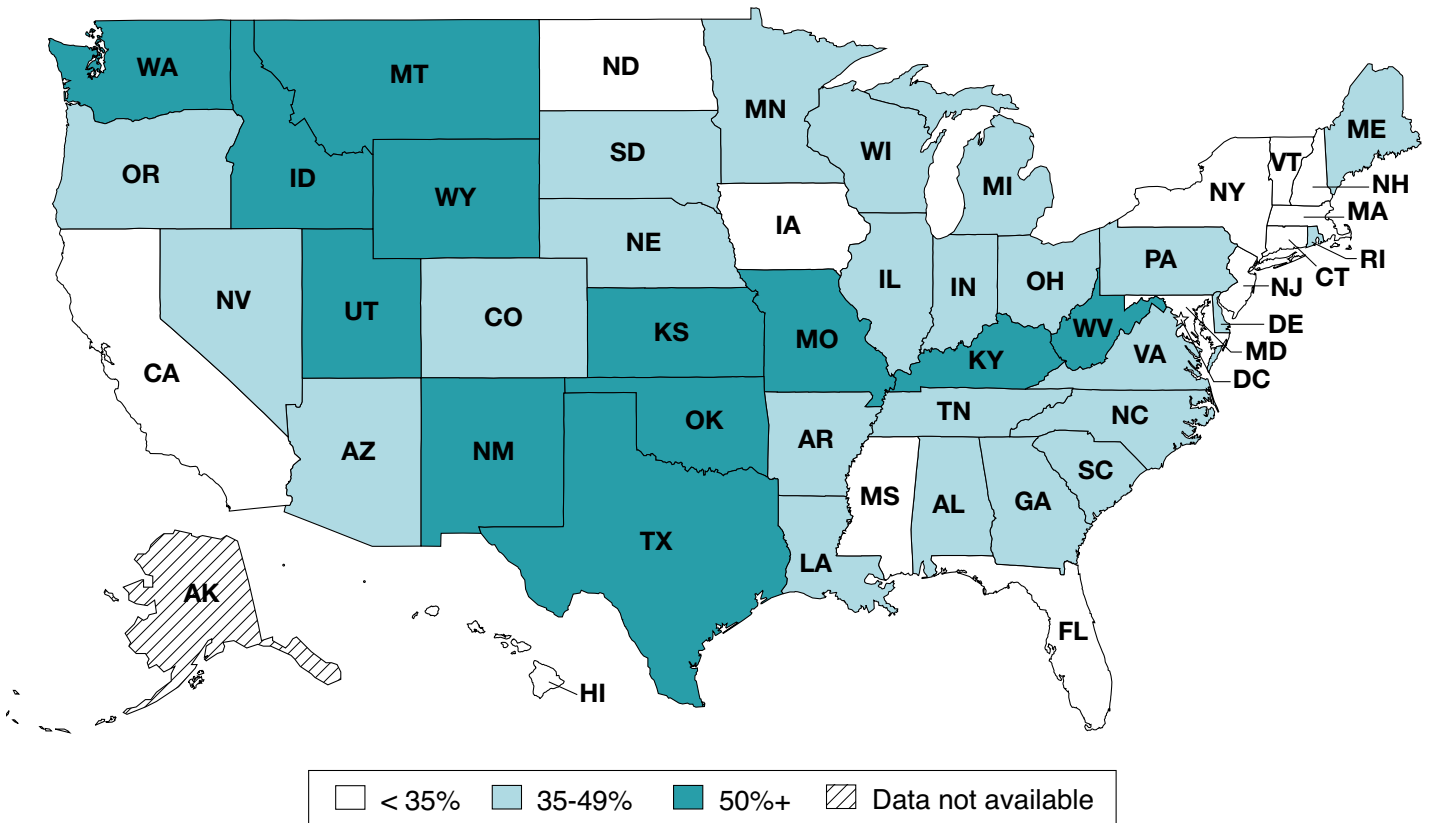 WA
MT
ND
MN
ME
OR
ID
WY
SD
WI
MI
NY
VT
NH
MA
RI
CT
NJ
IA
NE
PA
NV
UT
CO
IL
IN
OH
DE
MD
DC
CA
KS
MO
KY
WV
VA
AZ
NM
OK
AR
TN
NC
SC
TX
LA
MS
AL
GA
AK
HI
FL
< 35% 35-49% 50%+ Data not available